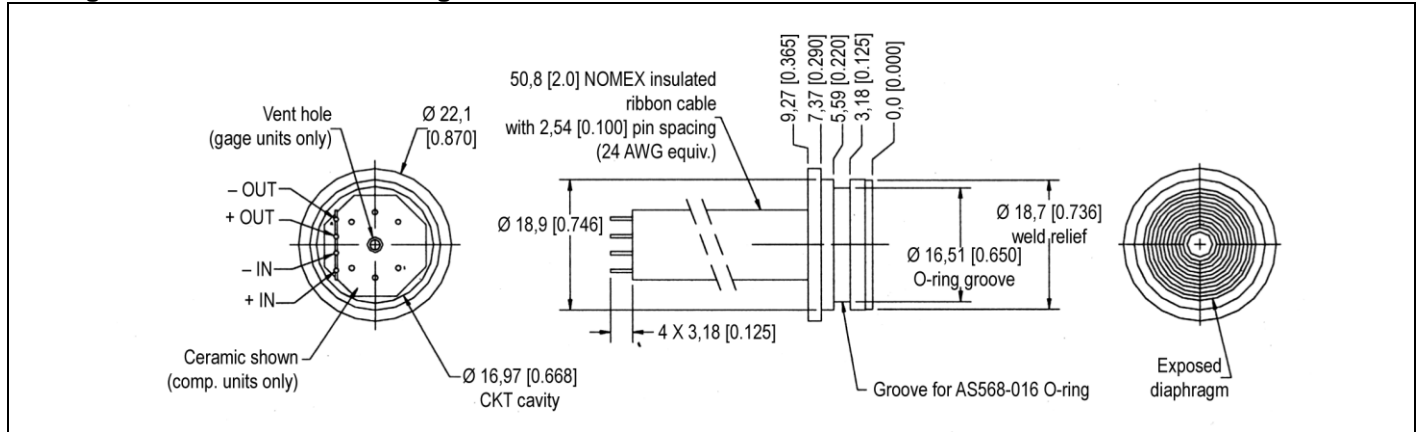 Vent hole
(gage units only)
Ø 22,1
[0.870]
– OUT
+ OUT
– IN
+ IN
Ceramic shown
(comp. units only)
Ø 16,97 [0.668]
CKT cavity
50,8 [2.0] NOMEX insulated
ribbon cable
with 2,54 [0.100] pin spacing
(24 AWG equiv.)
9,27 [0.365]
7,37 [0.290]
5,59 [0.220]
3,18 [0.125]
0,0 [0.000]
Ø 18,9 [0.746]
4 X 3,18 [0.125]
Ø 18,7 [0.736]
weld relief
Ø 16,51 [0.650]
O-ring groove
Groove for AS568-016 O-ring
Exposed
diaphragm